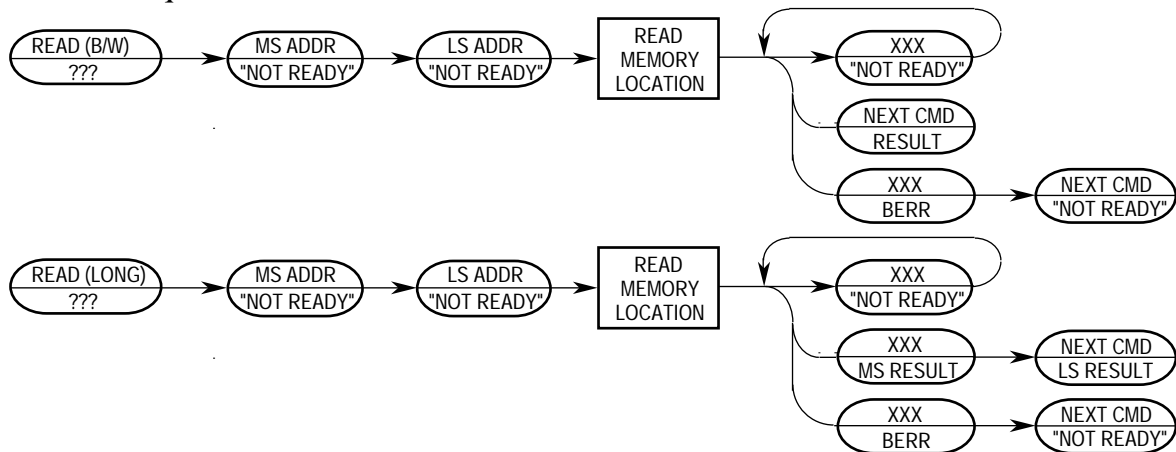 READ (B/W)
???
MS ADDR
"NOT READY"
LS ADDR
"NOT READY"
READ
MEMORY
LOCATION
XXX
"NOT READY"
NEXT CMD
RESULT
XXX
BERR
NEXT CMD
"NOT READY"
READ (LONG)
???
MS ADDR
"NOT READY"
LS ADDR
"NOT READY"
READ
MEMORY
LOCATION
XXX
"NOT READY"
XXX
MS RESULT
NEXT CMD
LS RESULT
XXX
BERR
NEXT CMD
"NOT READY"